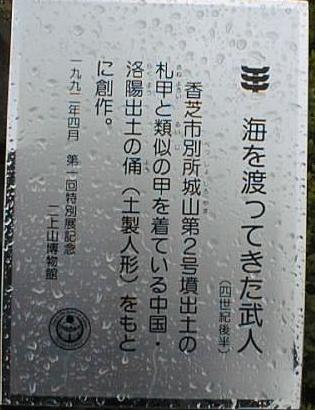 海を渡ってきた武人
(四世紀後半)
香芝市別所城山第2号墳出土の
札甲と類似の甲を着ている中国・
洛陽出土の俑(土製人形)をもと
に創作。
一九九二年四月 第一回特別展記念
二上山博物館